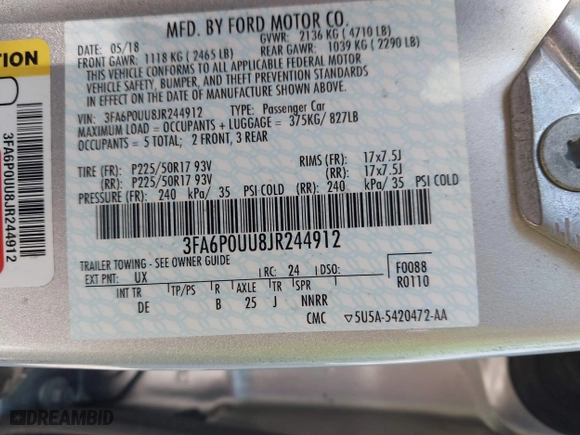 MFD. BY FORD MOTOR CO.
DATE: 05/18 GVWR: 2136 KG ( 4710 LB)
FRONT GAWR: 1118 KG ( 2465 LB) REAR GAWR: 1039 KG ( 2290 LB)
THIS VEHICLE CONFORMS TO ALL APPLICABLE FEDERAL MOTOR
VEHICLE SAFETY, BUMPER, AND THEFT PREVENTION STANDARDS
IN EFFECT ON THE DATE OF MANUFACTURE SHOWN ABOVE.
VIN: 3FA6P0UU8JR244912 TYPE: Passenger Car
MAXIMUM LOAD = OCCUPANTS + LUGGAGE = 375KG/ 827LB
OCCUPANTS = 5 TOTAL; 2 FRONT, 3 REAR
TIRE (FR): P225/50R17 93V RIMS (FR): 17x7.5J
(RR): P225/50R17 93V (RR): 17x7.5J
PRESSURE (FR): 240 kPa/ 35 PSI COLD (RR): 240 kPa/ 35 PSI COLD
3FA6P0UU8JR244912
TRAILER TOWING - SEE OWNER GUIDE
EXT PNT: UX RC: 24 DSO: F0088
INT TR TP/PS R AXLE TR SPR R0110
DE B 25 J NNRR
CMC ▽5U5A-5420472-AA
TION
3FA6P0UU8JR244912
DREAMBID